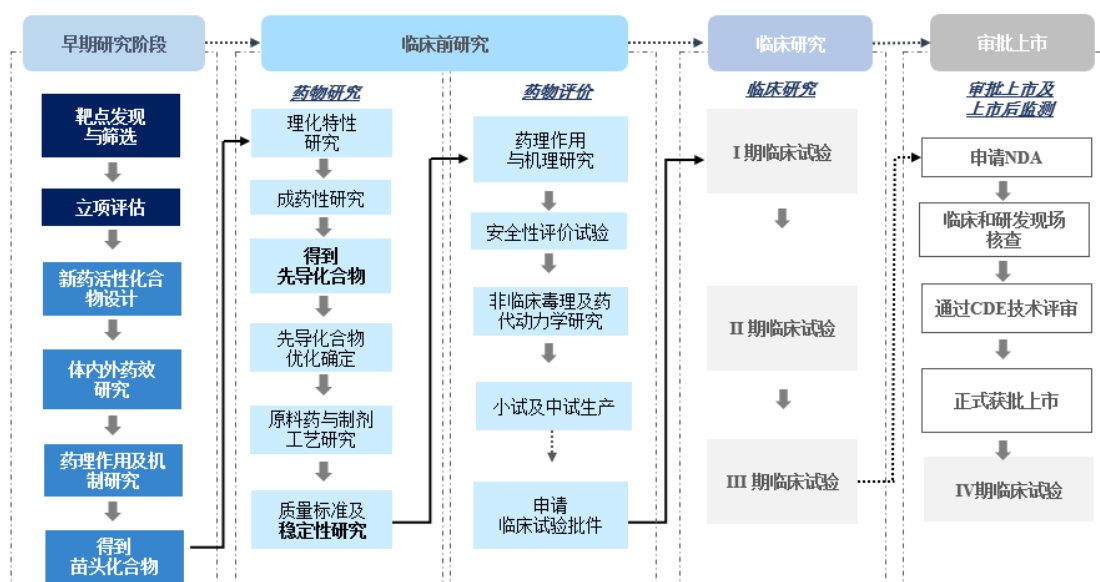 早期研究阶段
临床前研究
临床研究
审批上市
靶点发现
与筛选
立项评估
新药活性化合
物设计
体内外药效
研究
药理作用及机
制研究
得到
苗头化合物
药物研究
理化特性
研究
成药性研究
得到
先导化合物
先导化合物
优化确定
原料药与制剂
工艺研究
质量标准及
稳定性研究
药物评价
药理作用
与机理研究
安全性评价试验
非临床毒理及药
代动力学研究
小试及中试生产
申请
临床试验批件
临床研究
I 期临床试验
II 期临床试验
III 期临床试验
审批上市及
上市后监测
申请NDA
临床和研发现场
核查
通过CDE技术评审
正式获批上市
IV期临床试验